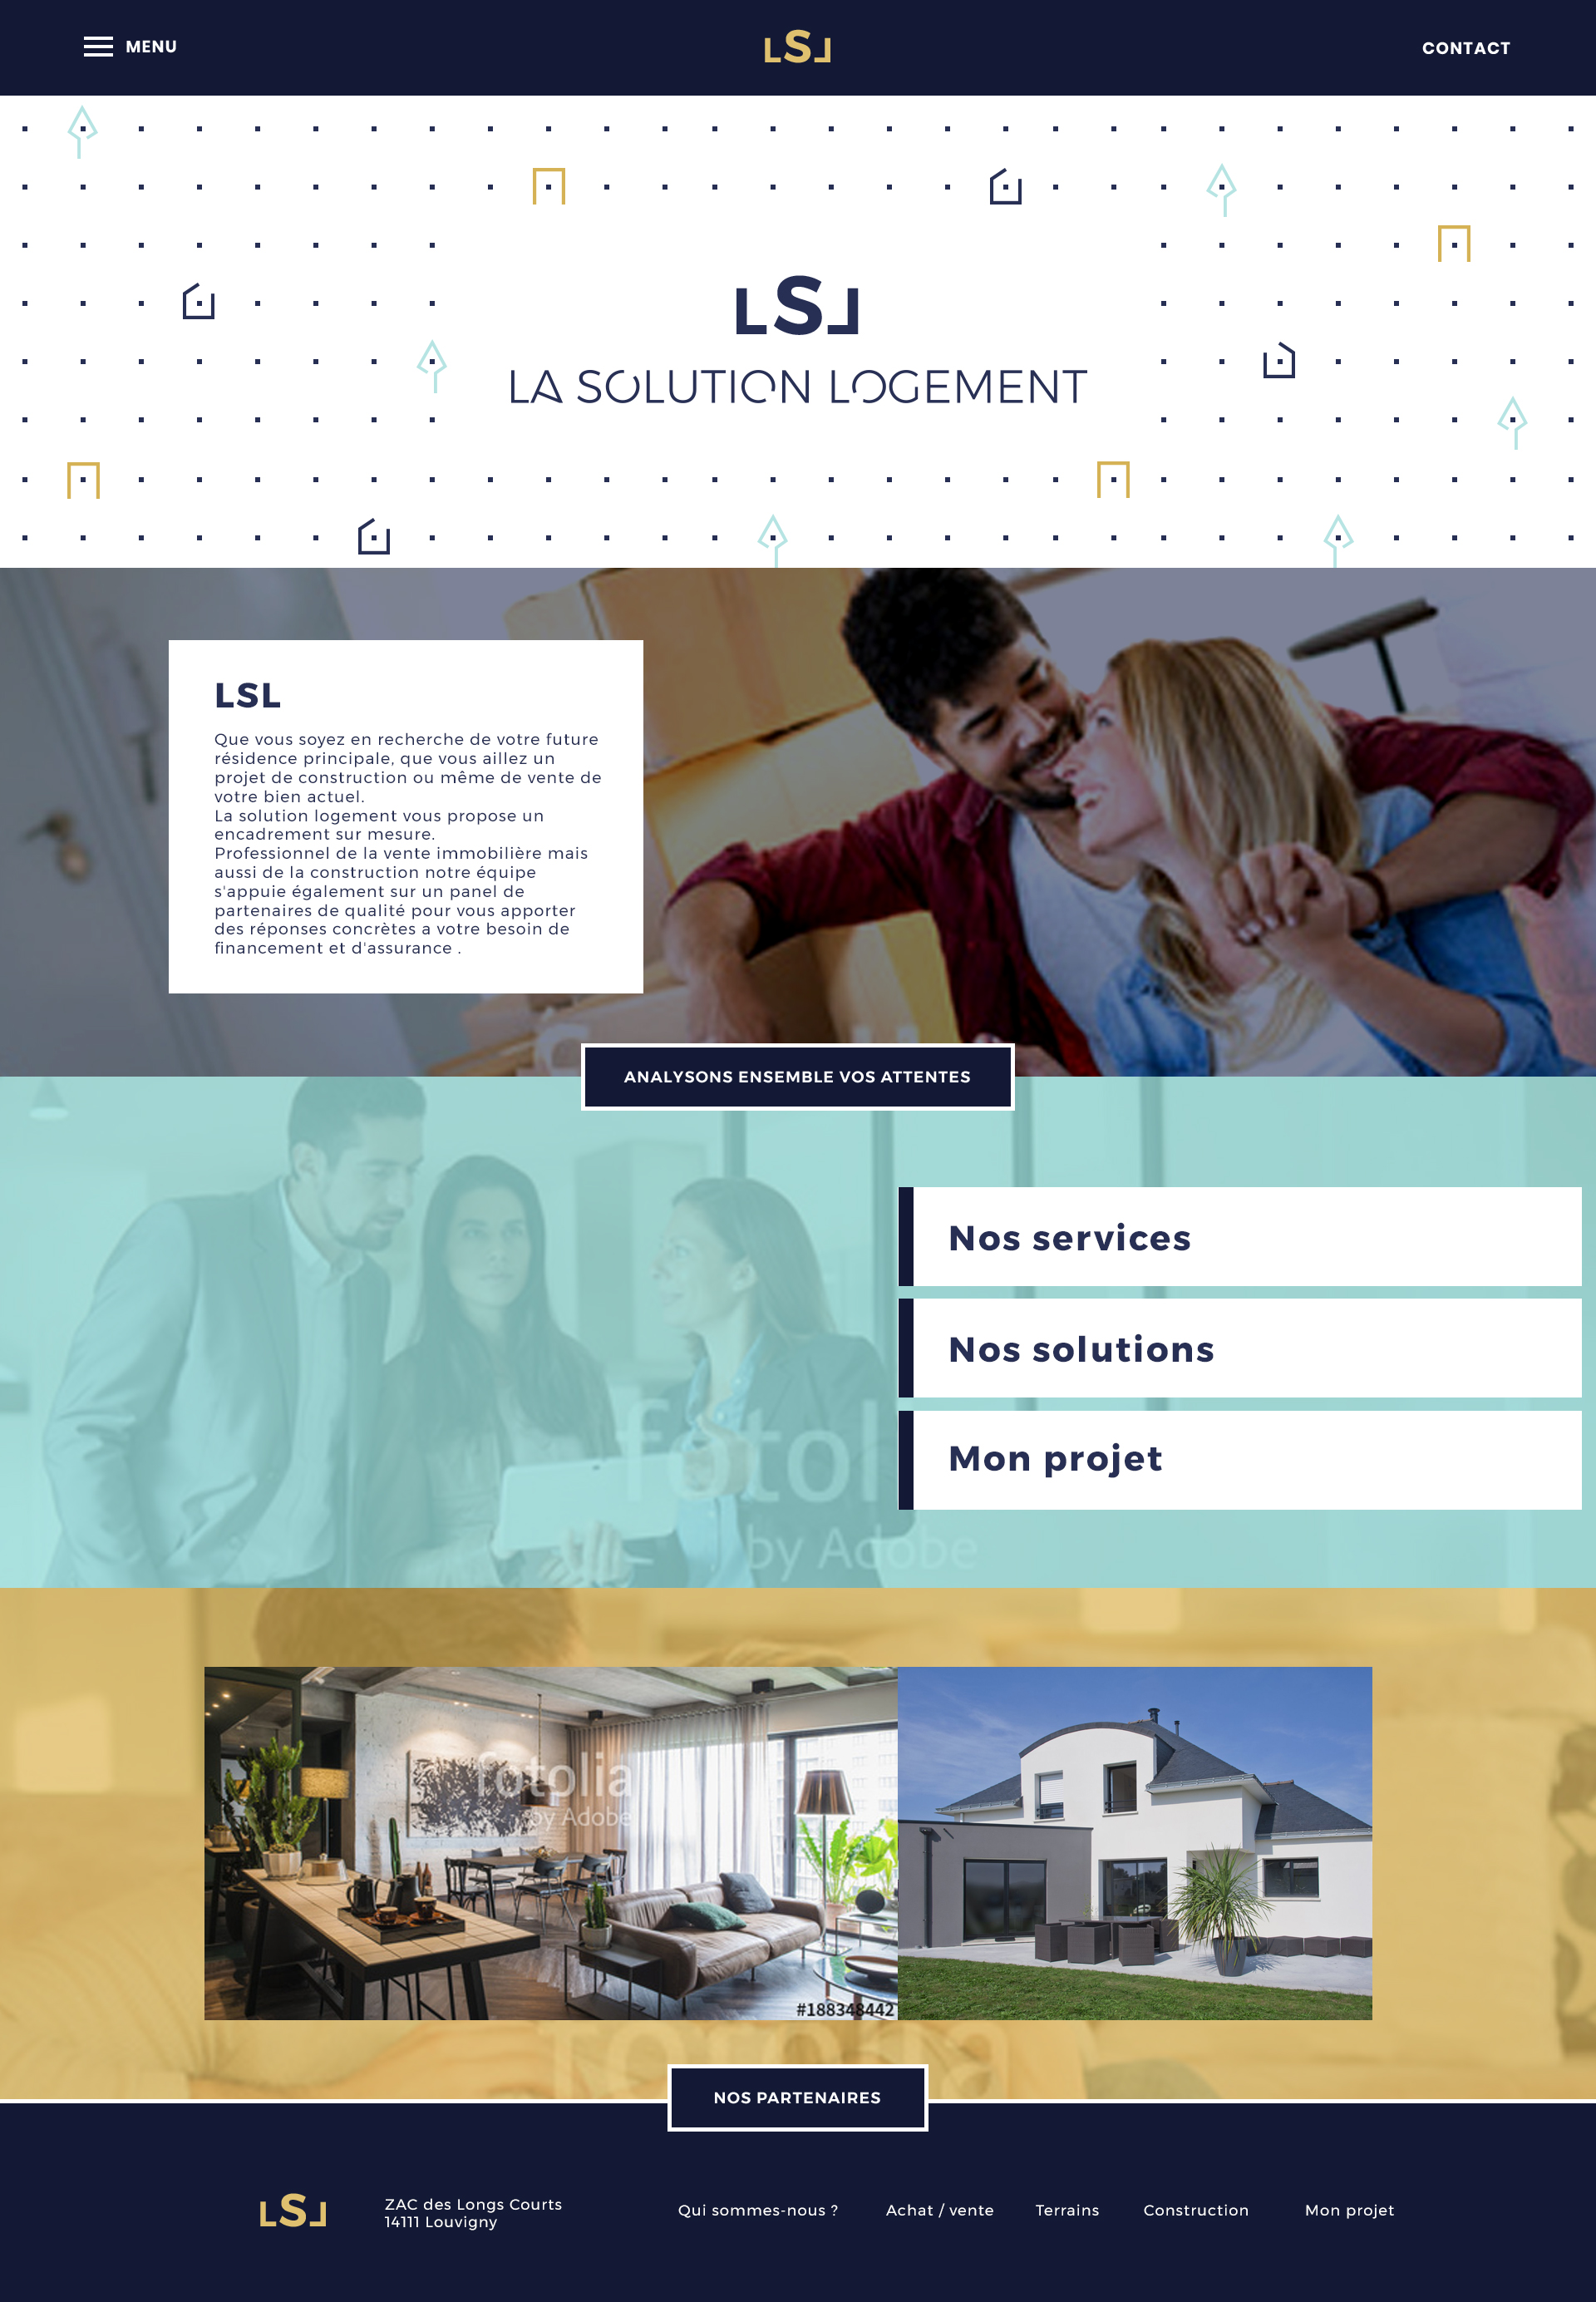 MENU
LSL
CONTACT
LSL
LA SOLUTION LOGEMENT
LSL
Que vous soyez en recherche de votre future
résidence principale, que vous aillez un
projet de construction ou même de vente de
votre bien actuel.
La solution logement vous propose un
encadrement sur mesure.
Professionnel de la vente immobilière mais
aussi de la construction notre équipe
s'appuie également sur un panel de
partenaires de qualité pour vous apporter
des réponses concrètes a votre besoin de
financement et d'assurance .
ANALYSONS ENSEMBLE VOS ATTENTES
Nos services
Nos solutions
Mon projet
fotol
by Adobe
fotolia
by Adobe
#188348442
fotolia
NOS PARTENAIRES
LSL
ZAC des Longs Courts
14111 Louvigny
Qui sommes-nous ?
Achat / vente
Terrains
Construction
Mon projet